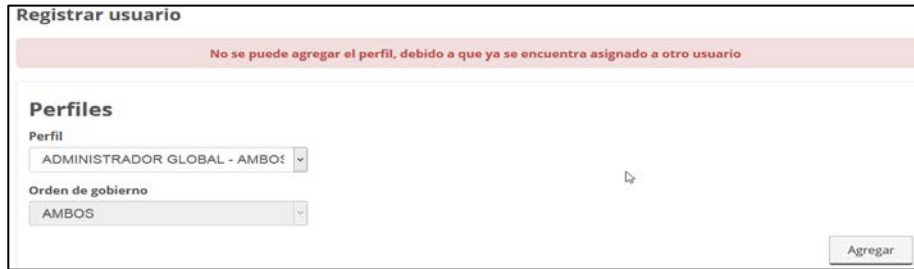 Registrar usuario
No se puede agregar el perfil, debido a que ya se encuentra asignado a otro usuario
Perfiles
Perfil
ADMINISTRADOR GLOBAL - AMBOS
Orden de gobierno
AMBOS
Agregar